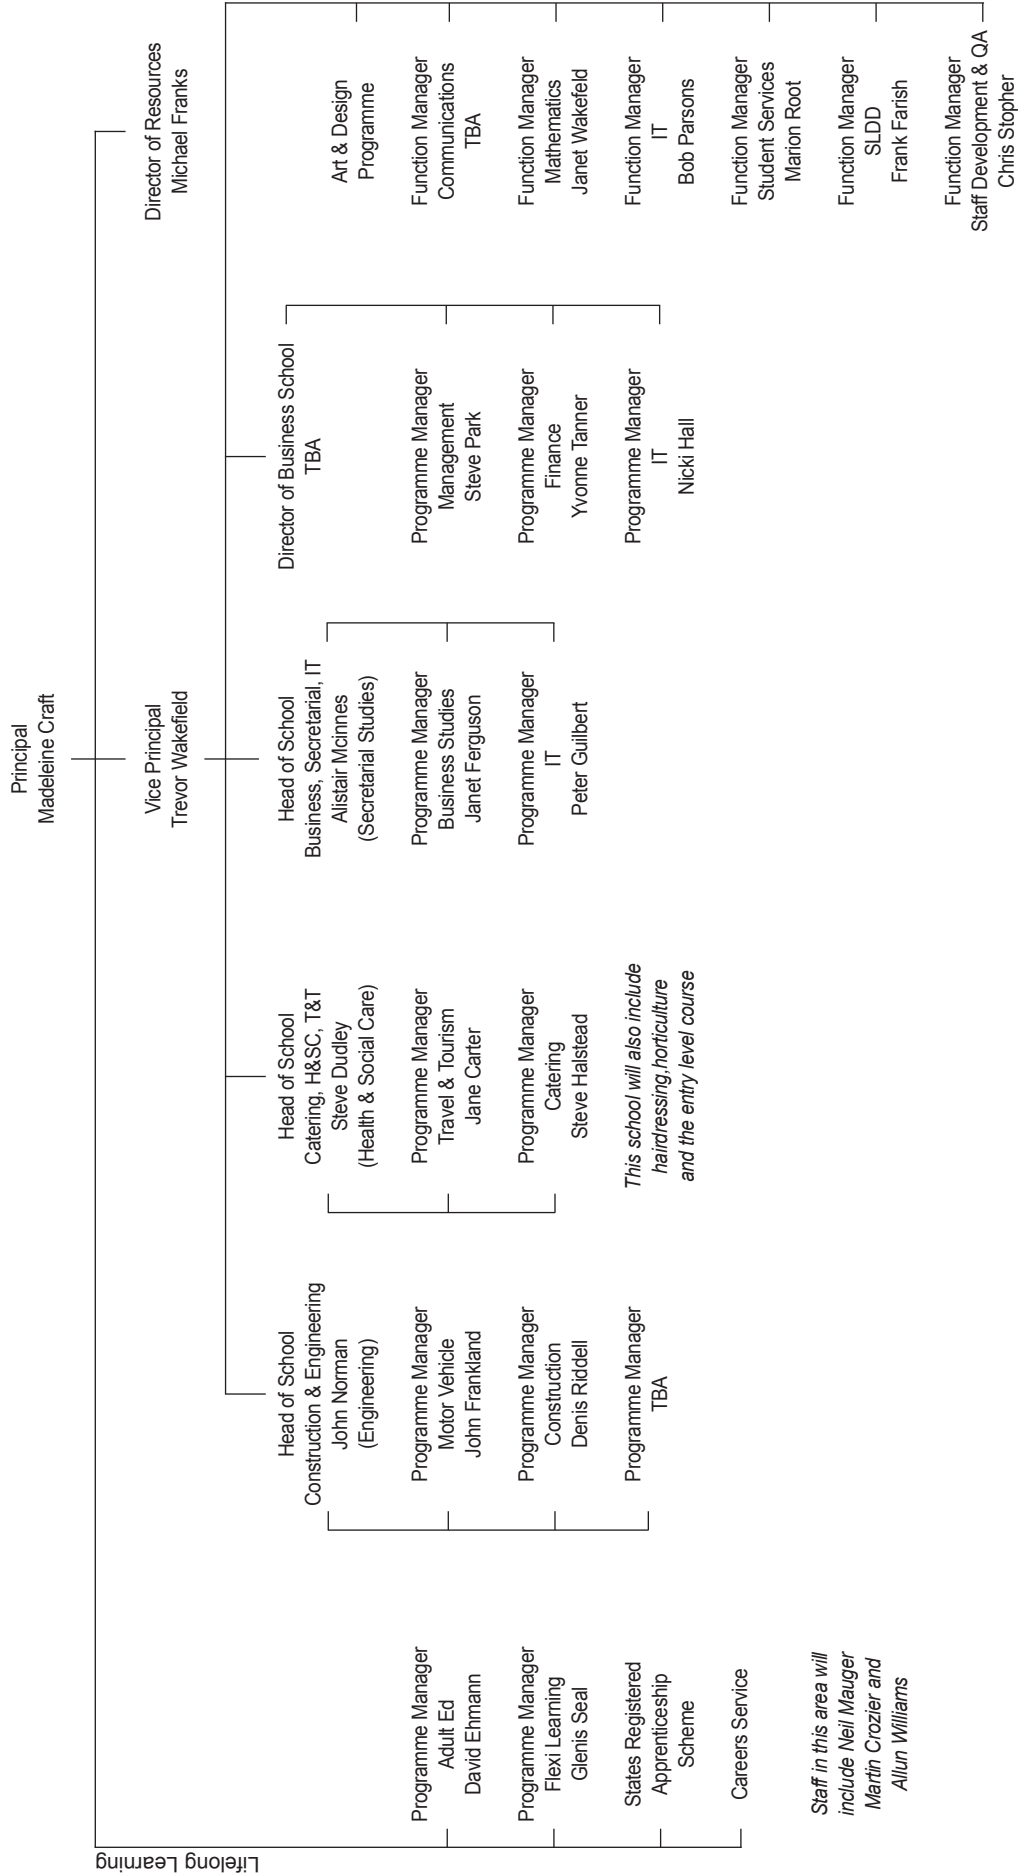 Principal
Madeleine Craft
Vice Principal
Trevor Wakefield
Director of Resources
Michael Franks
Lifelong Learning
Programme Manager
Adult Ed
David Ehmann
Programme Manager
Flexi Learning
Glenis Seal
States Registered
Apprenticeship
Scheme
Careers Service
Staff in this area will
include Neil Mauger
Martin Crozier and
Allun Williams
Head of School
Construction & Engineering
John Norman
(Engineering)
Programme Manager
Motor Vehicle
John Frankland
Programme Manager
Construction
Denis Riddell
Programme Manager
TBA
Head of School
Catering, H&SC, T&T
Steve Dudley
(Health & Social Care)
Programme Manager
Travel & Tourism
Jane Carter
Programme Manager
Catering
Steve Halstead
This school will also include
hairdressing,horticulture
and the entry level course
Head of School
Business, Secretarial, IT
Alistair Mcinnes
(Secretarial Studies)
Programme Manager
Business Studies
Janet Ferguson
Programme Manager
IT
Peter Guilbert
Director of Business School
TBA
Programme Manager
Management
Steve Park
Programme Manager
Finance
Yvonne Tanner
Programme Manager
IT
Nicki Hall
Art & Design
Programme
Function Manager
Communications
TBA
Function Manager
Mathematics
Janet Wakefeld
Function Manager
IT
Bob Parsons
Function Manager
Student Services
Marion Root
Function Manager
SLDD
Frank Farish
Function Manager
Staff Development & QA
Chris Stopher